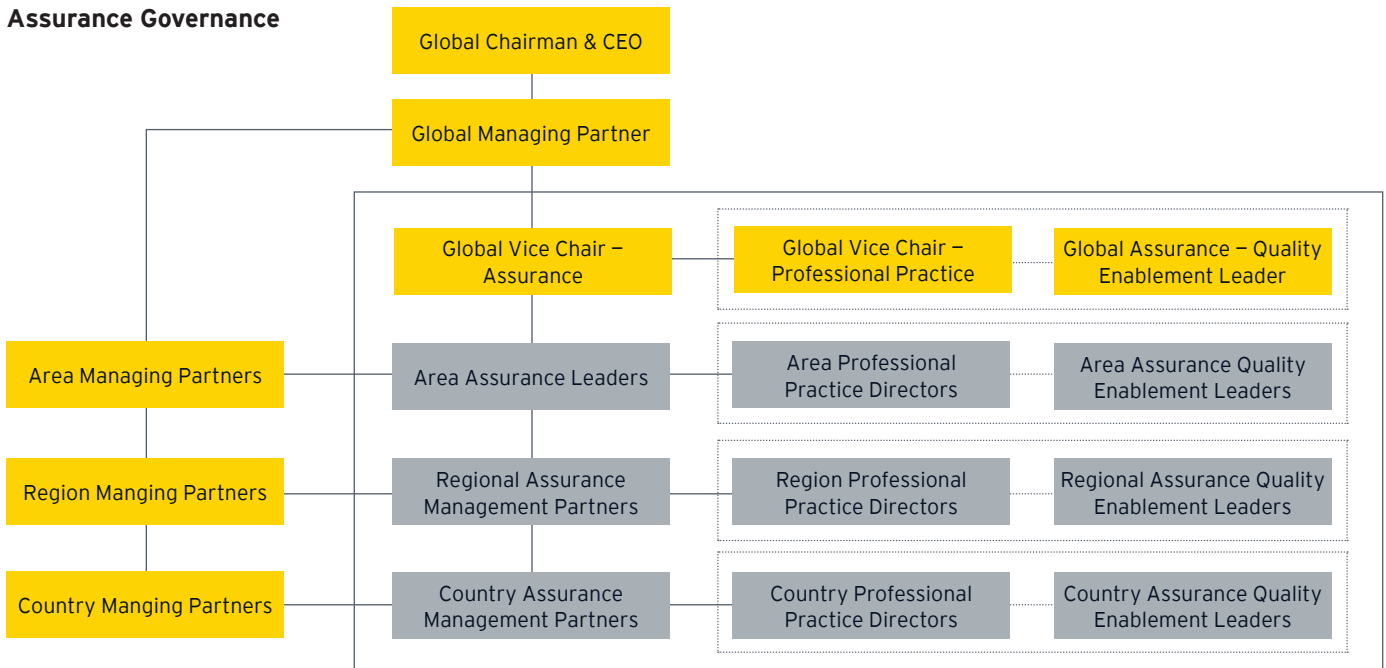 Assurance Governance
Global Chairman & CEO
Global Managing Partner
Global Vice Chair –
Assurance
Global Vice Chair –
Professional Practice
Global Assurance – Quality
Enablement Leader
Area Managing Partners
Area Assurance Leaders
Area Professional
Practice Directors
Area Assurance Quality
Enablement Leaders
Region Manging Partners
Regional Assurance
Management Partners
Region Professional
Practice Directors
Regional Assurance Quality
Enablement Leaders
Country Manging Partners
Country Assurance
Management Partners
Country Professional
Practice Directors
Country Assurance Quality
Enablement Leaders